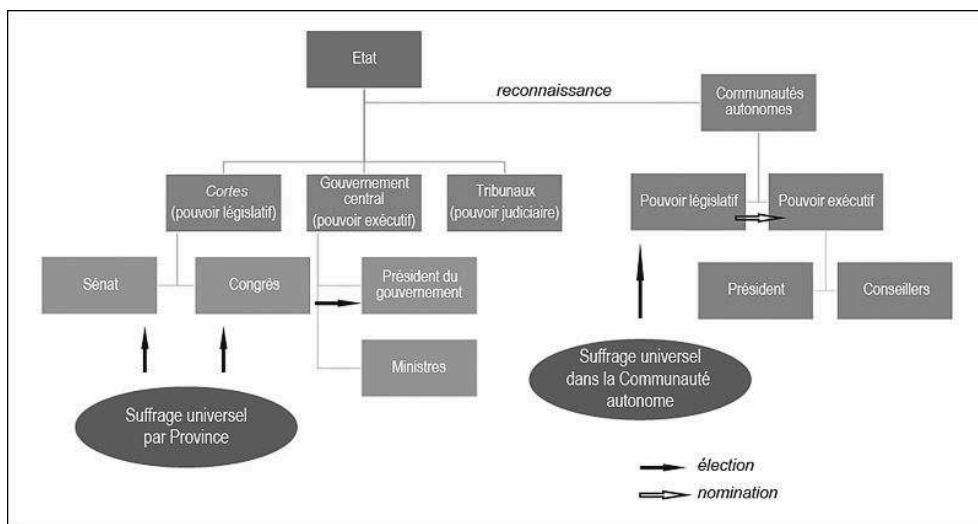 Etat
reconnaissance
Communautés
autonomes
Cortes
(pouvoir législatif)
Gouvernement
central
(pouvoir exécutif)
Tribunaux
(pouvoir judiciaire)
Pouvoir législatif
Pouvoir exécutif
Sénat
Congrès
Président du
gouvernement
Président
Conseillers
Ministres
Suffrage universel
par Province
Suffrage universel
dans la Communauté
autonome
élection
nomination